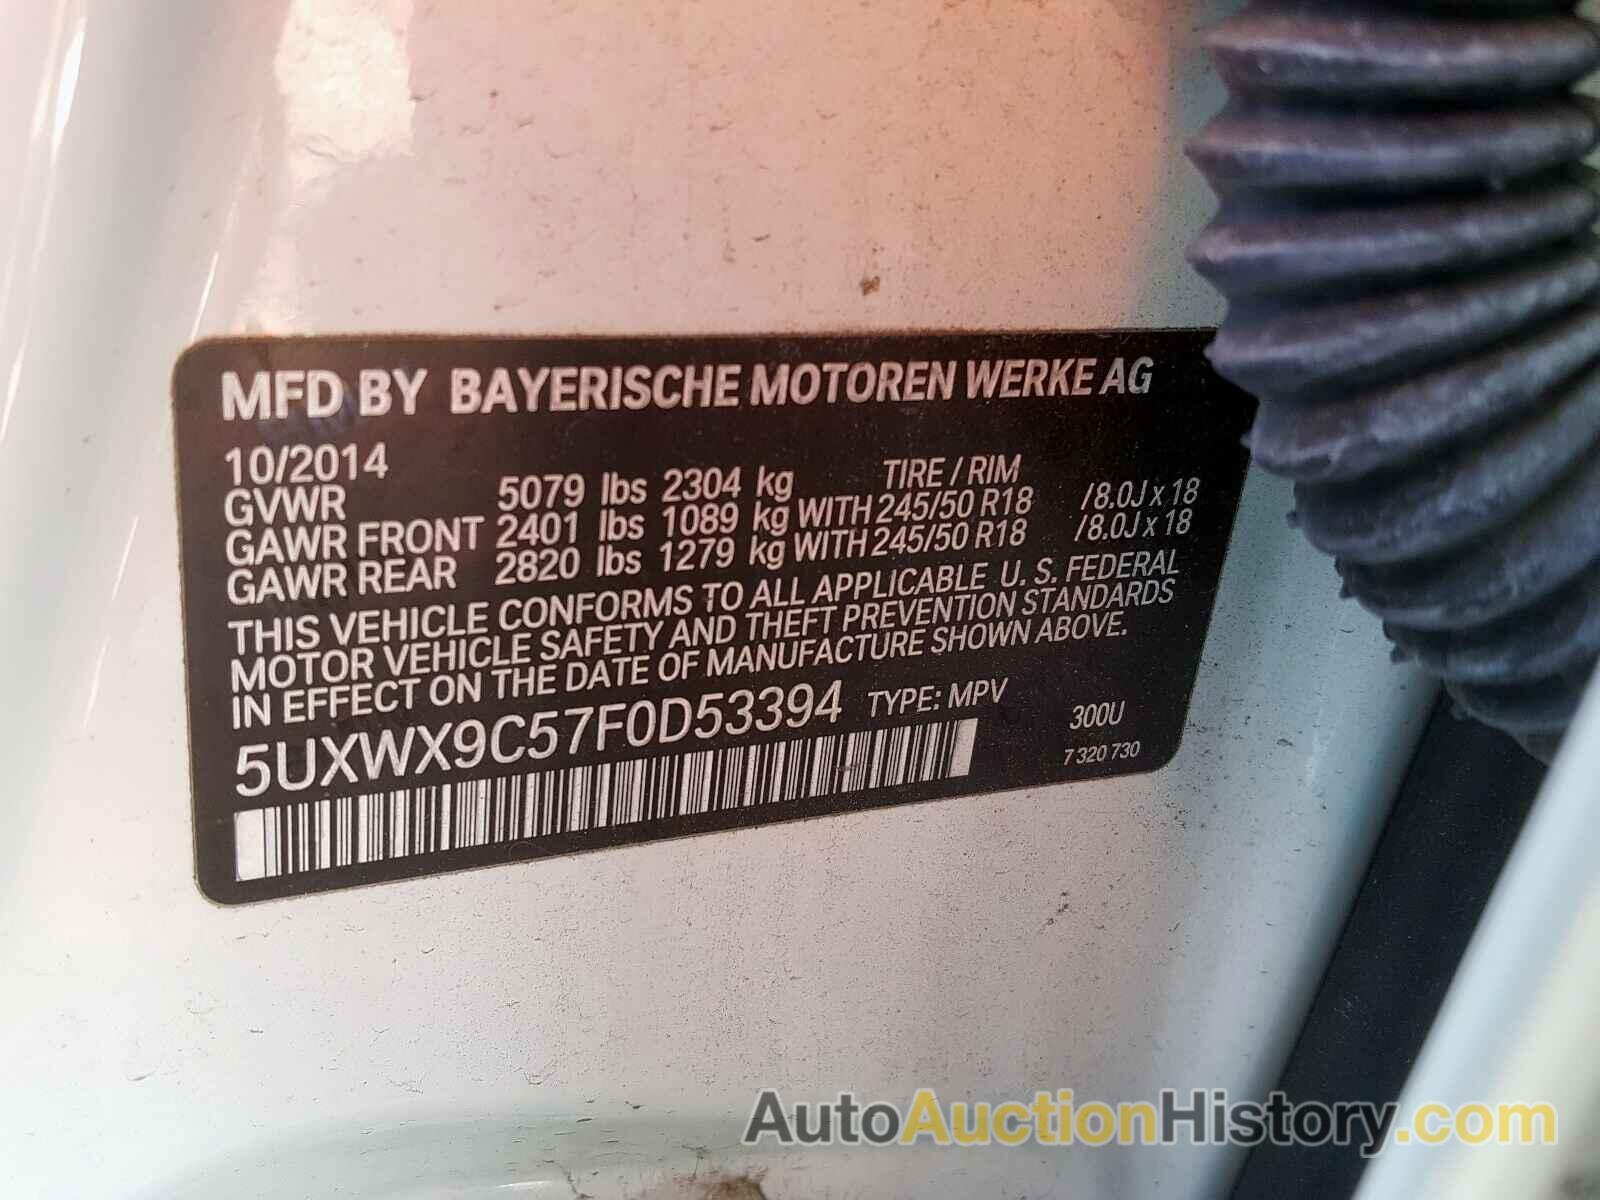 MFD BY BAYERISCHE MOTOREN WERKE AG
10/2014 TIRE / RIM
GVWR 5079 lbs 2304 kg
GAWR FRONT 2401 lbs 1089 kg WITH 245/50 R18 /8.0J x 18
GAWR REAR 2820 lbs 1279 kg WITH 245/50 R18 /8.0J x 18
THIS VEHICLE CONFORMS TO ALL APPLICABLE U. S. FEDERAL
MOTOR VEHICLE SAFETY AND THEFT PREVENTION STANDARDS
IN EFFECT ON THE DATE OF MANUFACTURE SHOWN ABOVE.
5UXWX9C57F0D53394 TYPE: MPV 300U
7 320 730
AutoAuctionHistory.com